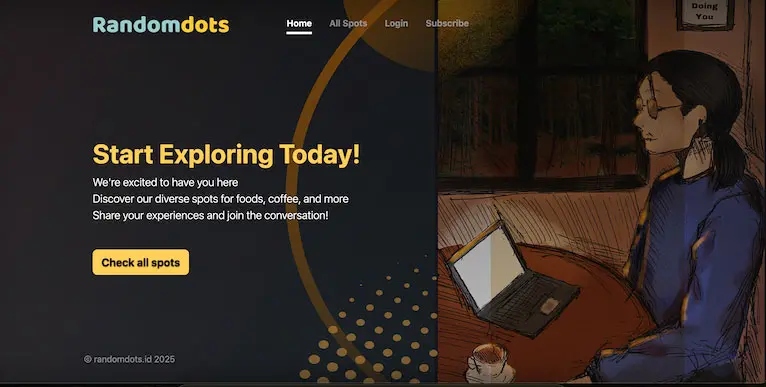 Randomdots
Home All Spots Login Subscribe
Doing
You
Start Exploring Today!
We're excited to have you here
Discover our diverse spots for foods, coffee, and more
Share your experiences and join the conversation!
Check all spots
© randomdots.id 2025